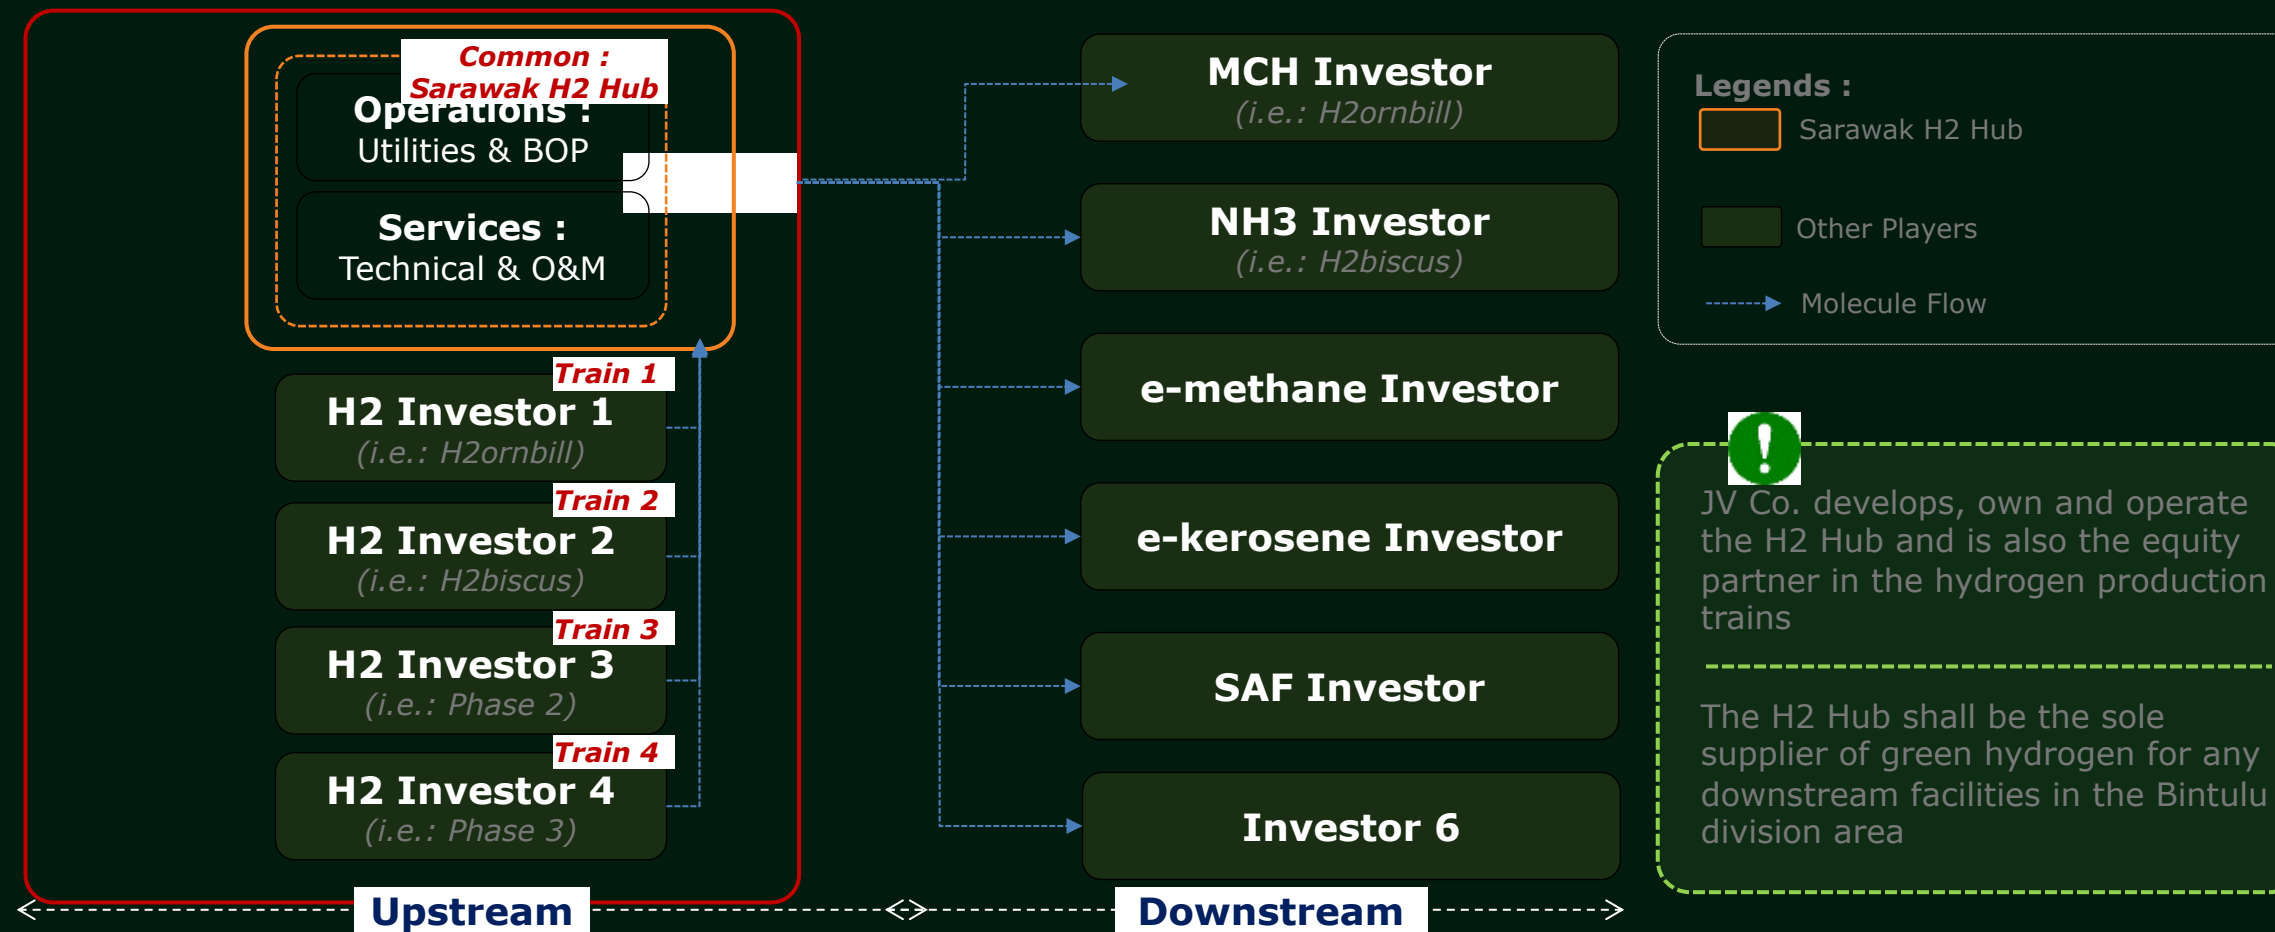 Common :
Sarawak H2 Hub
Operations :
Utilities & BOP
Services :
Technical & O&M
Train 1
H2 Investor 1
(i.e.: H2ornbill)
Train 2
H2 Investor 2
(i.e.: H2biscus)
Train 3
H2 Investor 3
(i.e.: Phase 2)
Train 4
H2 Investor 4
(i.e.: Phase 3)
Upstream
MCH Investor
(i.e.: H2ornbill)
NH3 Investor
(i.e.: H2biscus)
e-methane Investor
e-kerosene Investor
SAF Investor
Investor 6
Downstream
Legends :
Sarawak H2 Hub
Other Players
Molecule Flow
!
JV Co. develops, own and operate
the H2 Hub and is also the equity
partner in the hydrogen production
trains
The H2 Hub shall be the sole
supplier of green hydrogen for any
downstream facilities in the Bintulu
division area